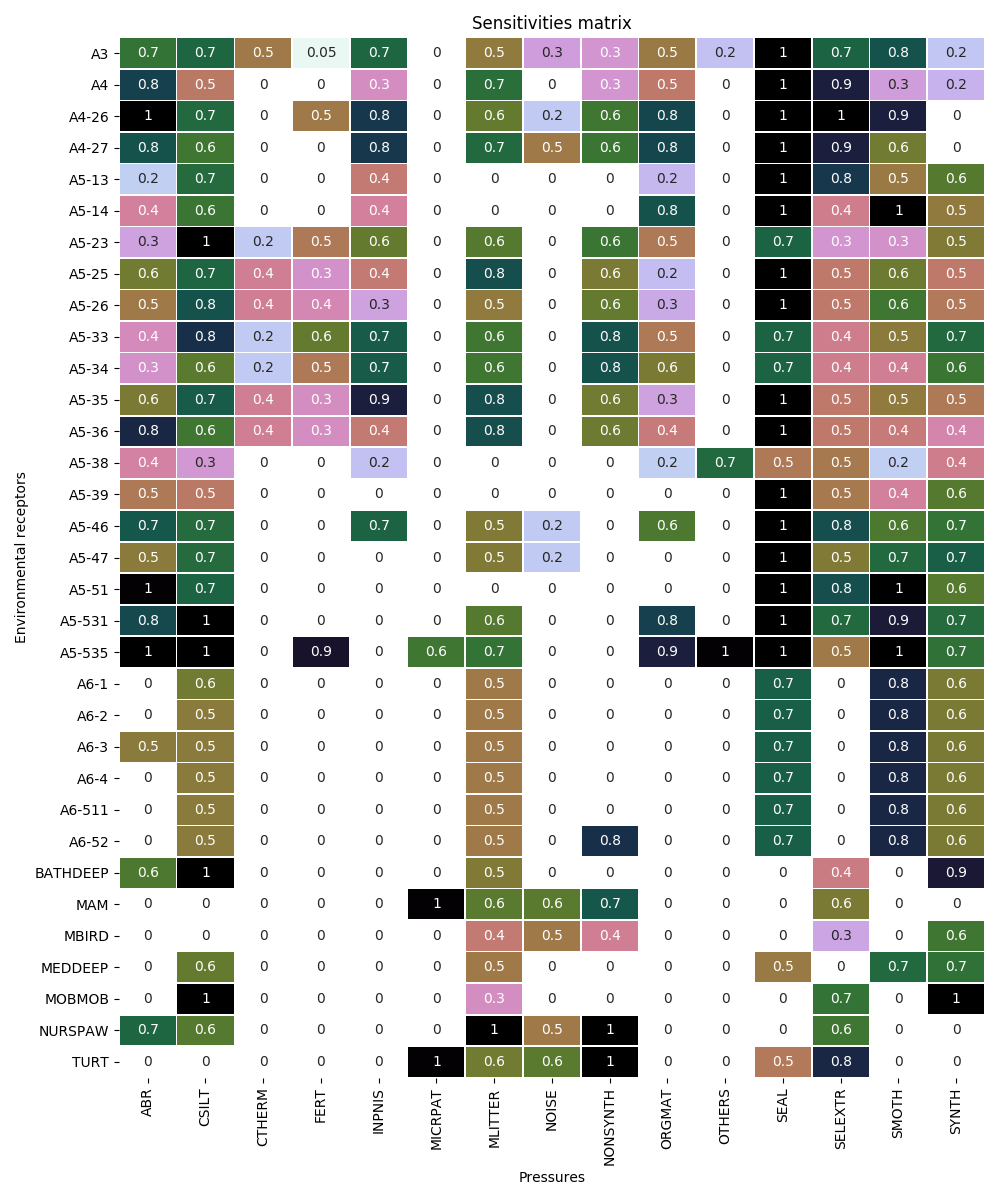 Sensitivities matrix
A3 0.7 0.7 0.5 0.05 0.7 0 0.5 0.3 0.3 0.5 0.2 1 0.7 0.8 0.2
A4 0.8 0.5 0 0 0.3 0 0.7 0 0.3 0.5 0 1 0.9 0.3 0.2
A4-26 1 0.7 0 0.5 0.8 0 0.6 0.2 0.6 0.8 0 1 1 0.9 0
A4-27 0.8 0.6 0 0 0.8 0 0.7 0.5 0.6 0.8 0 1 0.9 0.6 0
A5-13 0.2 0.7 0 0 0.4 0 0 0 0 0.2 0 1 0.8 0.5 0.6
A5-14 0.4 0.6 0 0 0.4 0 0 0 0 0.8 0 1 0.4 1 0.5
A5-23 0.3 1 0.2 0.5 0.6 0 0.6 0 0.6 0.5 0 0.7 0.3 0.3 0.5
A5-25 0.6 0.7 0.4 0.3 0.4 0 0.8 0 0.6 0.2 0 1 0.5 0.6 0.5
A5-26 0.5 0.8 0.4 0.4 0.3 0 0.5 0 0.6 0.3 0 1 0.5 0.6 0.5
A5-33 0.4 0.8 0.2 0.6 0.7 0 0.6 0 0.8 0.5 0 0.7 0.4 0.5 0.7
A5-34 0.3 0.6 0.2 0.5 0.7 0 0.6 0 0.8 0.6 0 0.7 0.4 0.4 0.6
A5-35 0.6 0.7 0.4 0.3 0.9 0 0.8 0 0.6 0.3 0 1 0.5 0.5 0.5
A5-36 0.8 0.6 0.4 0.3 0.4 0 0.8 0 0.6 0.4 0 1 0.5 0.4 0.4
A5-38 0.4 0.3 0 0 0.2 0 0 0 0 0.2 0.7 0.5 0.5 0.2 0.4
A5-39 0.5 0.5 0 0 0 0 0 0 0 0 0 1 0.5 0.4 0.6
A5-46 0.7 0.7 0 0 0.7 0 0.5 0.2 0 0.6 0 1 0.8 0.6 0.7
A5-47 0.5 0.7 0 0 0 0 0.5 0.2 0 0 0 1 0.5 0.7 0.7
A5-51 1 0.7 0 0 0 0 0 0 0 0 0 1 0.8 1 0.6
A5-531 0.8 1 0 0 0 0 0.6 0 0 0.8 0 1 0.7 0.9 0.7
A5-535 1 1 0 0.9 0 0.6 0.7 0 0 0.9 1 1 0.5 1 0.7
A6-1 0 0.6 0 0 0 0 0.5 0 0 0 0 0.7 0 0.8 0.6
A6-2 0 0.5 0 0 0 0 0.5 0 0 0 0 0.7 0 0.8 0.6
A6-3 0.5 0.5 0 0 0 0 0.5 0 0 0 0 0.7 0 0.8 0.6
A6-4 0 0.5 0 0 0 0 0.5 0 0 0 0 0.7 0 0.8 0.6
A6-511 0 0.5 0 0 0 0 0.5 0 0 0 0 0.7 0 0.8 0.6
A6-52 0 0.5 0 0 0 0 0.5 0 0.8 0 0 0.7 0 0.8 0.6
BATHDEEP 0.6 1 0 0 0 0 0.5 0 0 0 0 0 0.4 0 0.9
MAM 0 0 0 0 0 1 0.6 0.6 0.7 0 0 0 0.6 0 0
MBIRD 0 0 0 0 0 0 0.4 0.5 0.4 0 0 0 0.3 0 0.6
MEDDEEP 0 0.6 0 0 0 0 0.5 0 0 0 0 0.5 0 0.7 0.7
MOBMOB 0 1 0 0 0 0 0.3 0 0 0 0 0 0.7 0 1
NURSPAW 0.7 0.6 0 0 0 0 1 0.5 1 0 0 0 0.6 0 0
TURT 0 0 0 0 0 1 0.6 0.6 1 0 0 0.5 0.8 0 0
ABR CSILT CTHERM FERT INPNIS MICRPAT MLITTER NOISE NONSYNTH ORGMAT OTHERS SEAL SELEXTR SMOTH SYNTH
Pressures
Environmental receptors